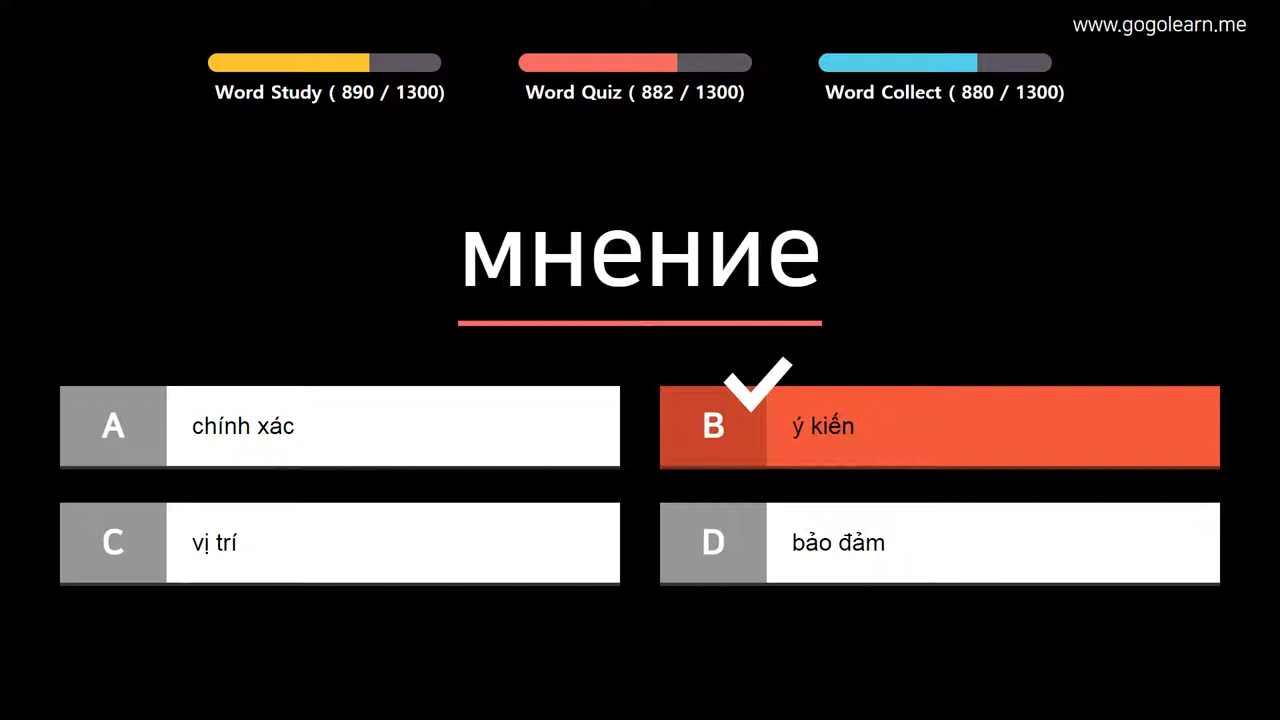 www.gogolearn.me
Word Study ( 890 / 1300)
Word Quiz ( 882 / 1300)
Word Collect ( 880 / 1300)
мнение
A chính xác
B ý kiến
C vị trí
D bảo đảm